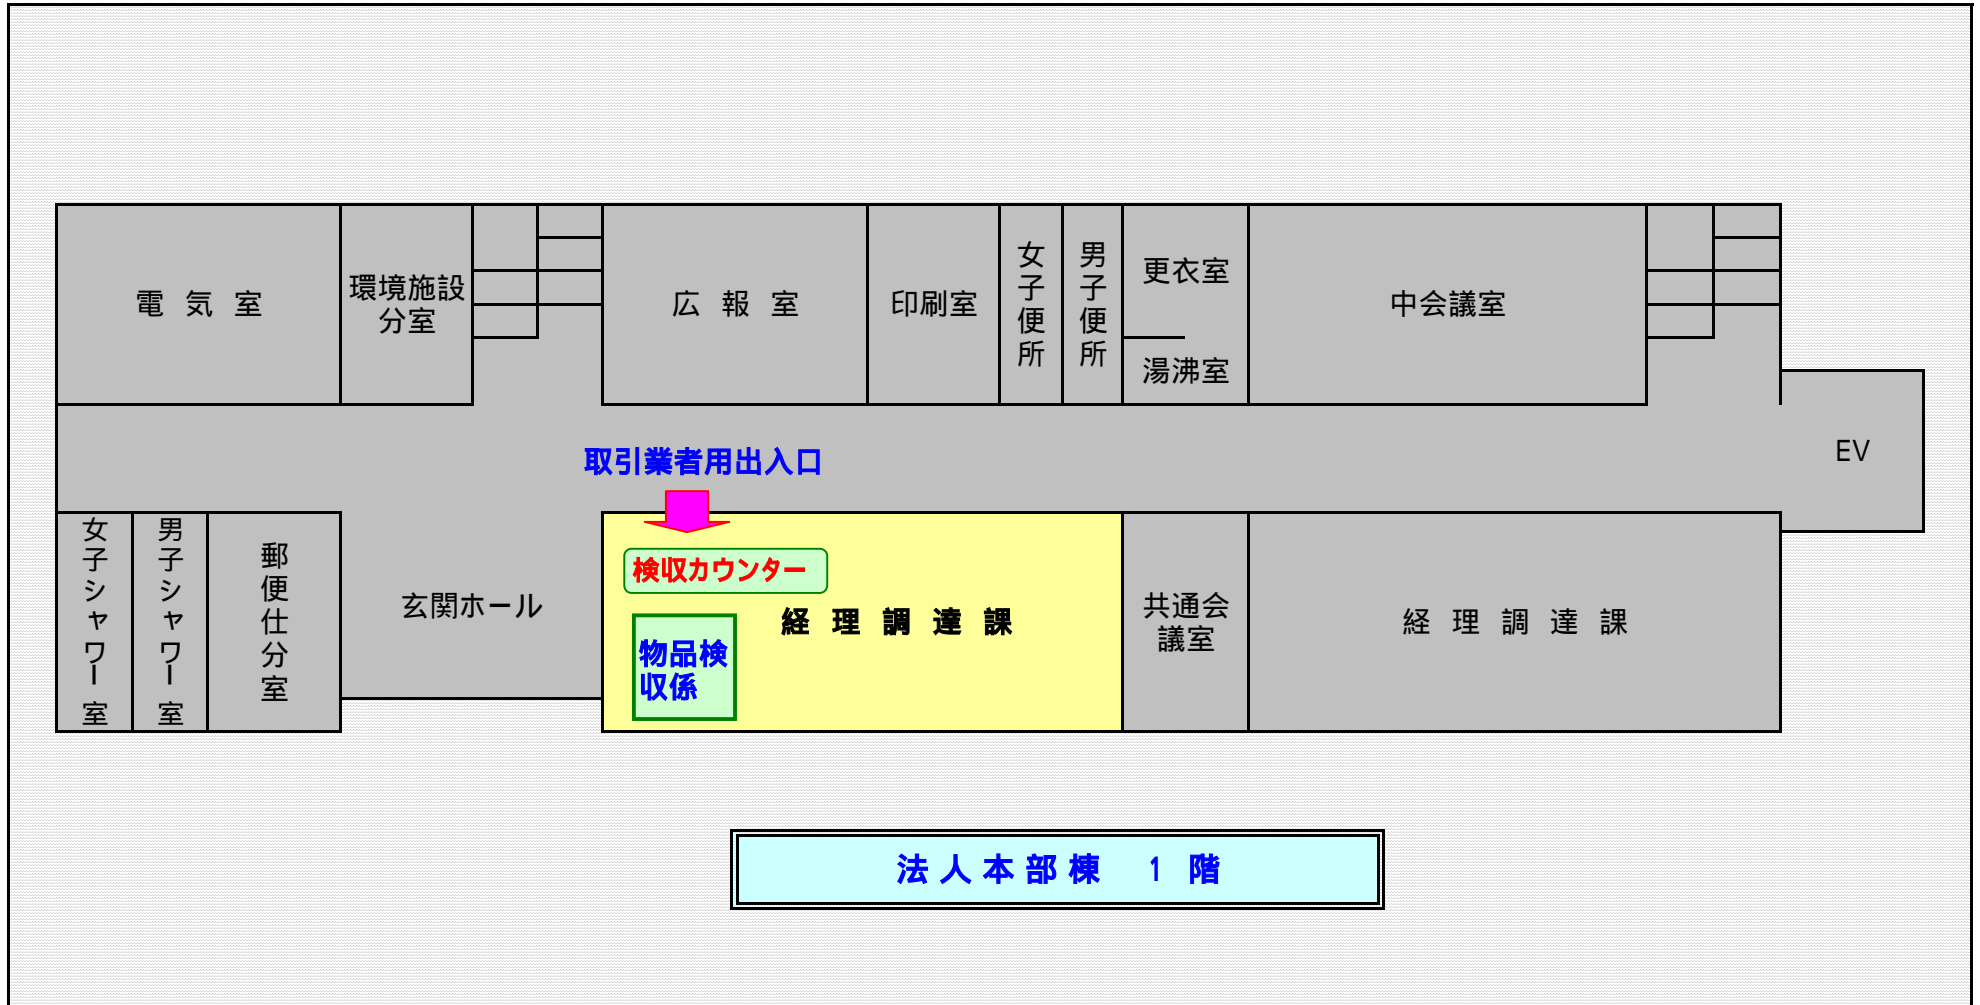 電気室
環境施設
分室
広報室
印刷室
女子便所
男子便所
更衣室
湯沸室
中会議室
EV
取引業者用出入口
女子シャワー室
男子シャワー室
郵便仕分室
玄関ホール
検収カウンター
物品検
収係
経理調達課
共通会
議室
経理調達課
法人本部棟 1階